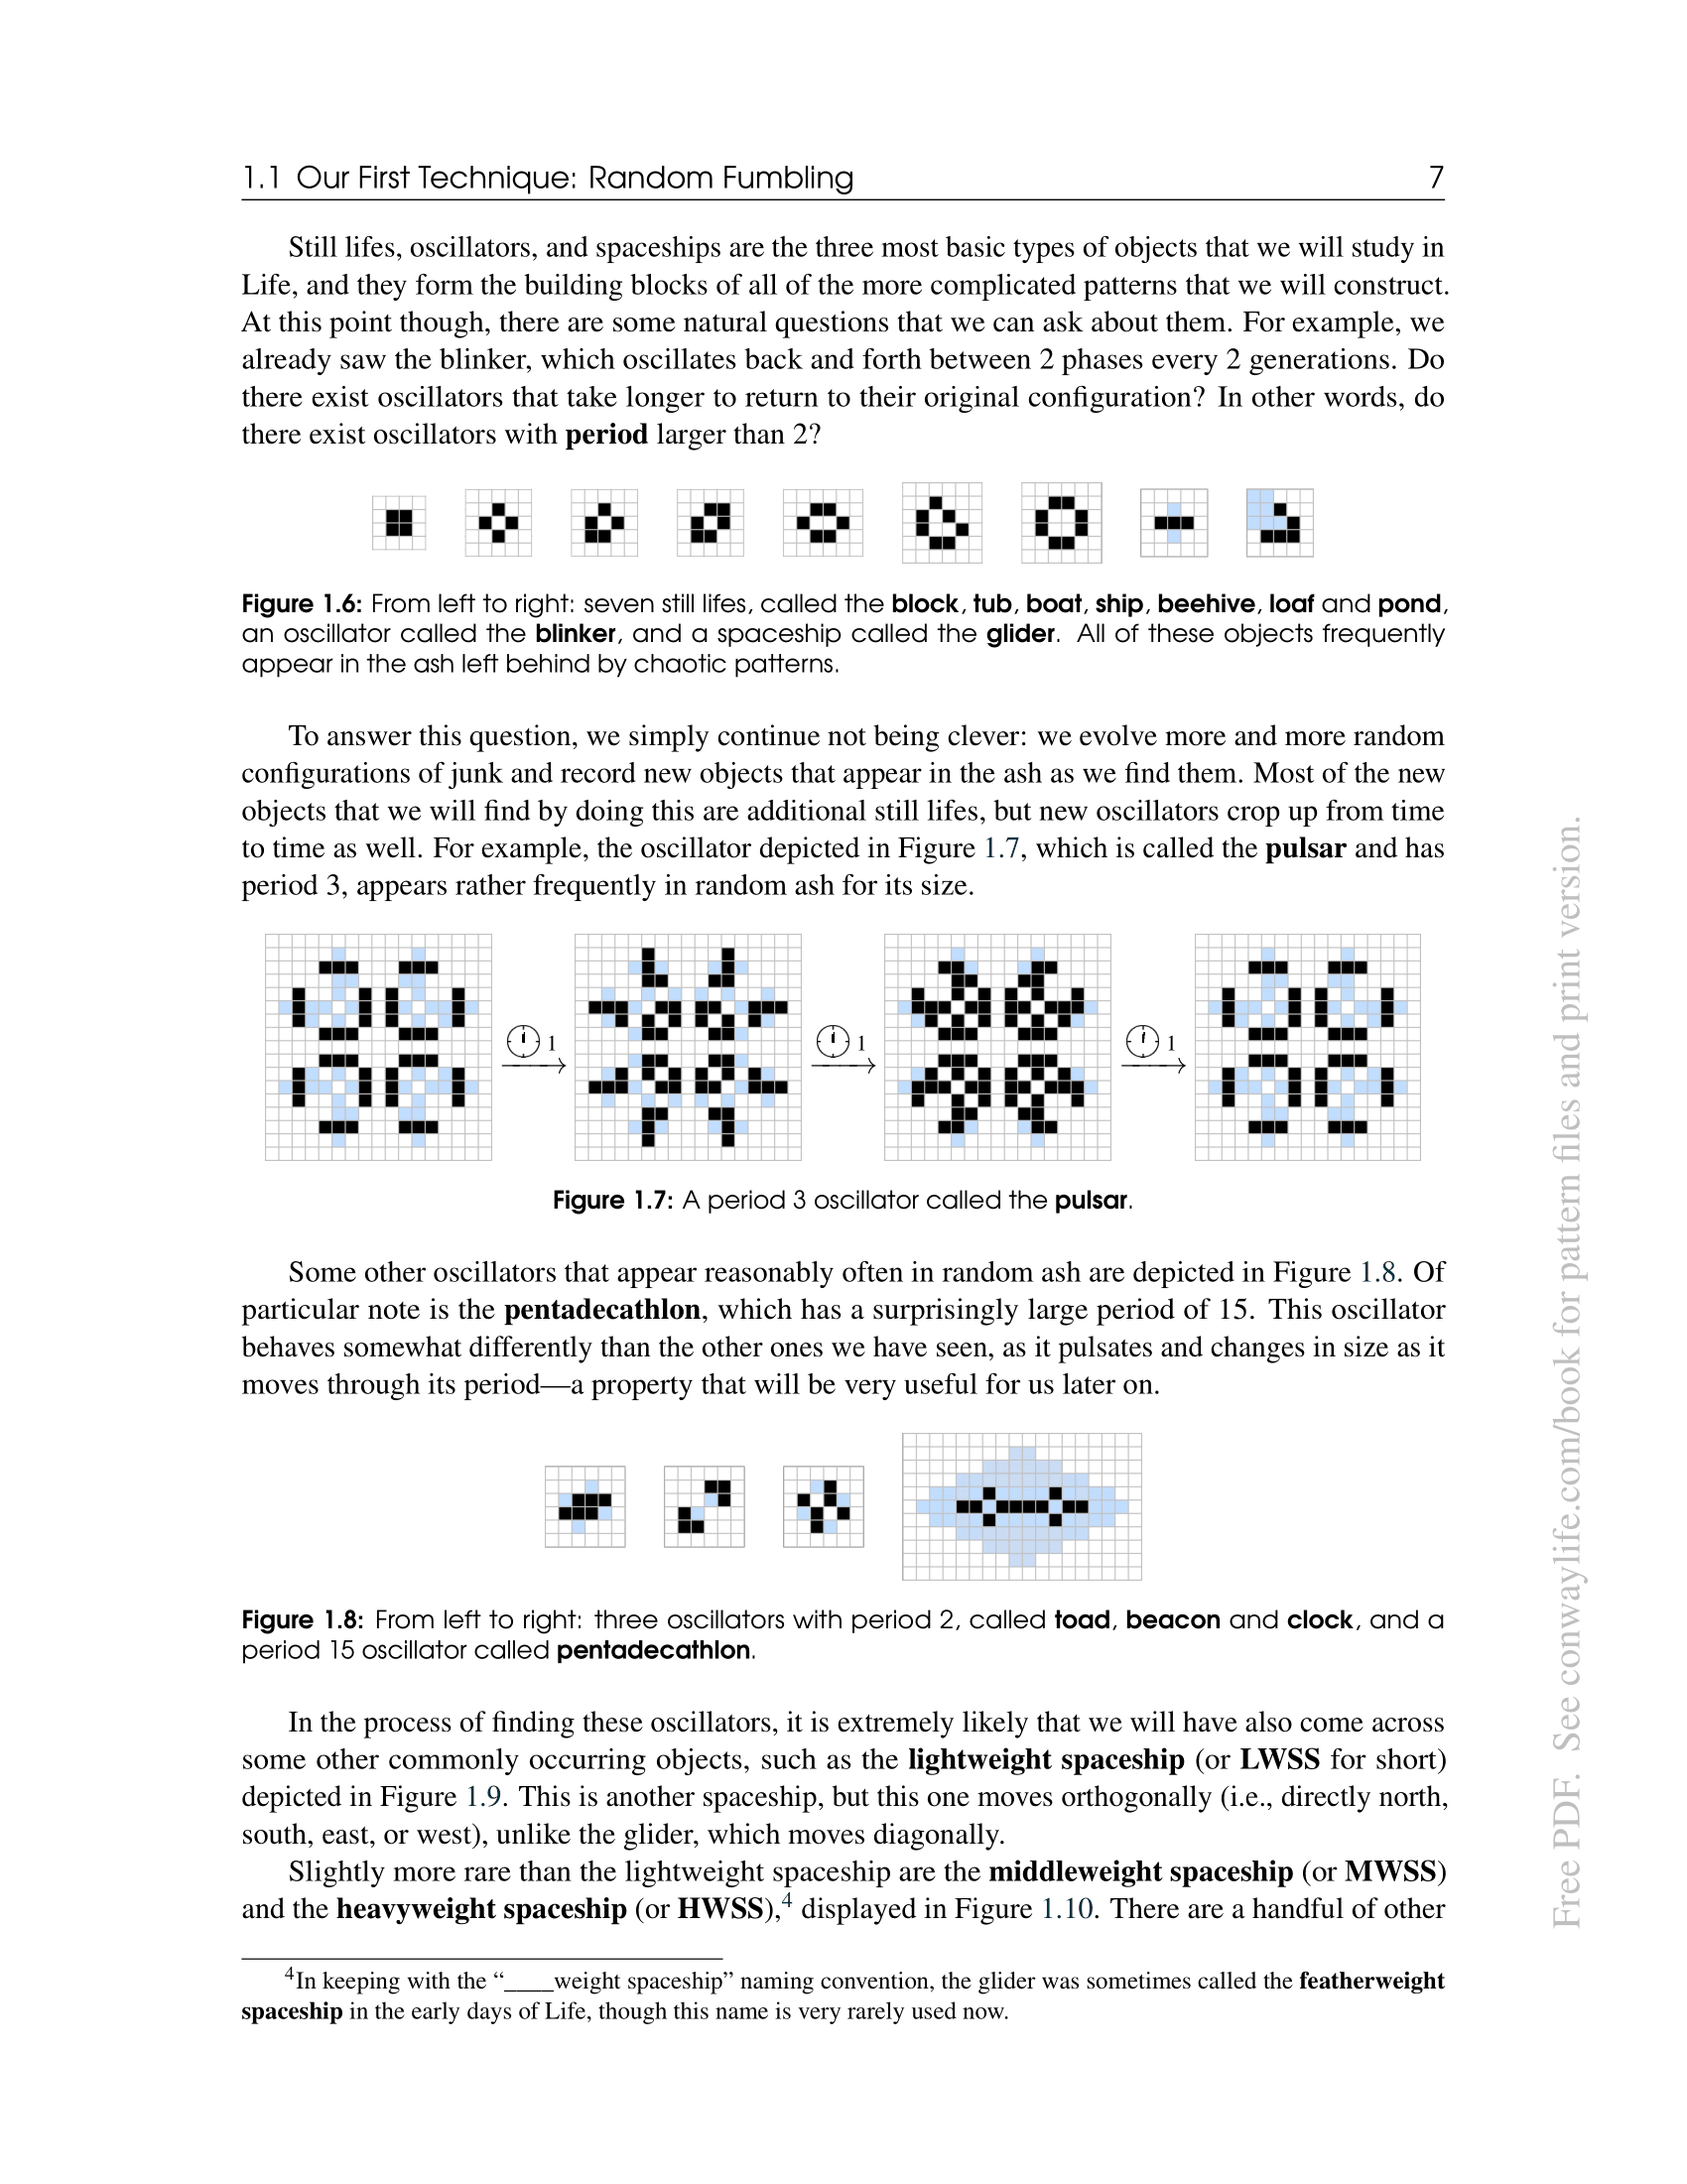 1.1 Our First Technique: Random Fumbling 7
Still lifes, oscillators, and spaceships are the three most basic types of objects that we will study in
Life, and they form the building blocks of all of the more complicated patterns that we will construct.
At this point though, there are some natural questions that we can ask about them. For example, we
already saw the blinker, which oscillates back and forth between 2 phases every 2 generations. Do
there exist oscillators that take longer to return to their original configuration? In other words, do
there exist oscillators with period larger than 2?
Figure 1.6: From left to right: seven still lifes, called the block, tub, boat, ship, beehive, loaf and pond,
an oscillator called the blinker, and a spaceship called the glider. All of these objects frequently
appear in the ash left behind by chaotic patterns.
To answer this question, we simply continue not being clever: we evolve more and more random
configurations of junk and record new objects that appear in the ash as we find them. Most of the new
objects that we will find by doing this are additional still lifes, but new oscillators crop up from time
to time as well. For example, the oscillator depicted in Figure 1.7, which is called the pulsar and has
period 3, appears rather frequently in random ash for its size.
1 1 1
Figure 1.7: A period 3 oscillator called the pulsar.
Some other oscillators that appear reasonably often in random ash are depicted in Figure 1.8. Of
particular note is the pentadecathlon, which has a surprisingly large period of 15. This oscillator
behaves somewhat differently than the other ones we have seen, as it pulsates and changes in size as it
moves through its period—a property that will be very useful for us later on.
Figure 1.8: From left to right: three oscillators with period 2, called toad, beacon and clock, and a
period 15 oscillator called pentadecathlon.
In the process of finding these oscillators, it is extremely likely that we will have also come across
some other commonly occurring objects, such as the lightweight spaceship (or LWSS for short)
depicted in Figure 1.9. This is another spaceship, but this one moves orthogonally (i.e., directly north,
south, east, or west), unlike the glider, which moves diagonally.
Slightly more rare than the lightweight spaceship are the middleweight spaceship (or MWSS)
and the heavyweight spaceship (or HWSS),4 displayed in Figure 1.10. There are a handful of other
4In keeping with the “____weight spaceship” naming convention, the glider was sometimes called the featherweight
spaceship in the early days of Life, though this name is very rarely used now.
Free PDF. See conwaylife.com/book for pattern files and print version.